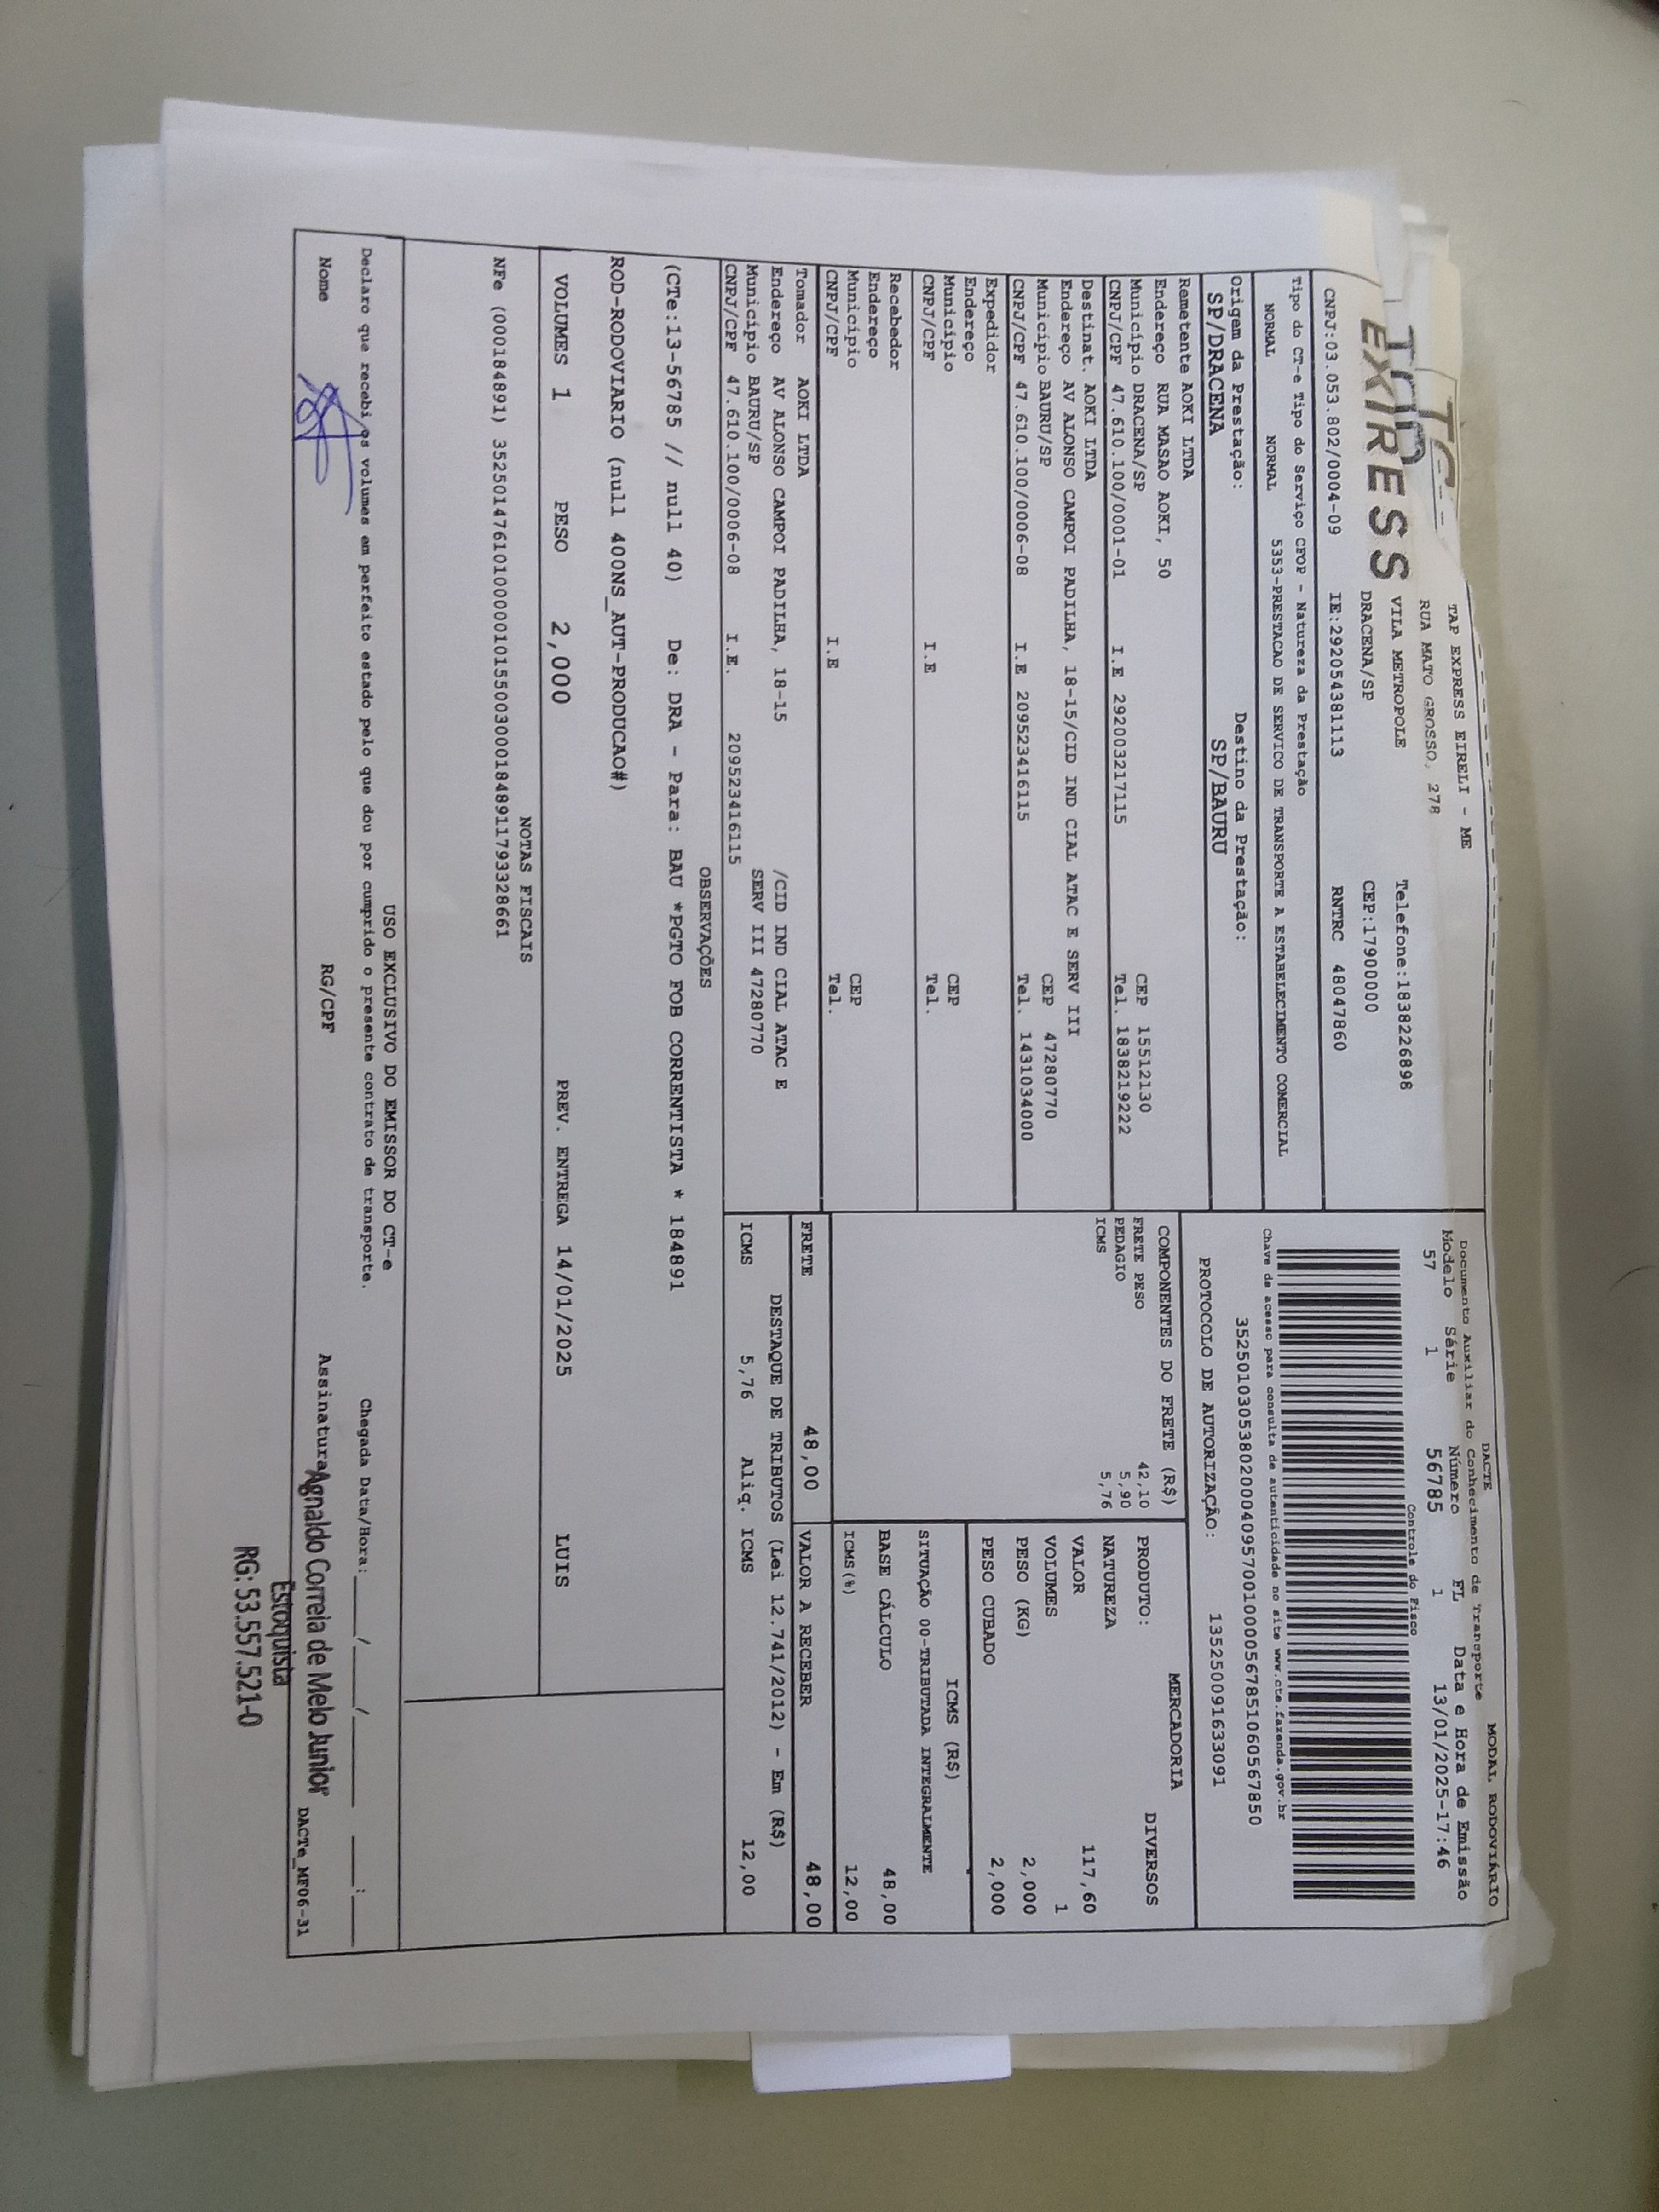 EXPRESS
TAP EXPRESS EIRELI - ME
RUA MATO GROSSO, 278
VILA METROPOLE Telefone:1838226898
DRACENA/SP CEP:17900000
CNPJ:03.053.802/0004-09 IE:292054381113 RNTRC 48047860
DACTE MODAL RODOVIÁRIO
Documento Auxiliar do Conhecimento de Transporte
Modelo Série Número FL Data e Hora de Emissão
57 1 56785 1 13/01/2025-17:46
Controle do Fisco
Chave de acesso para consulta de autenticidade no site www.cte.fazenda.gov.br
35250103053802000409570010000567851060567850
PROTOCOLO DE AUTORIZAÇÃO: 135250091633091
Tipo do CT-e Tipo do Serviço CFOP - Natureza da Prestação
NORMAL NORMAL 5353-PRESTACAO DE SERVICO DE TRANSPORTE A ESTABELECIMENTO COMERCIAL
Origem da Prestação: Destino da Prestação:
SP/DRACENA SP/BAURU
Remetente AOKI LTDA
Endereço RUA MASAO AOKI, 50
Município DRACENA/SP CEP 15512130
CNPJ/CPF 47.610.100/0001-01 I.E 292003217115 Tel. 1838219222
Destinat. AOKI LTDA
Endereço AV ALONSO CAMPOI PADILHA, 18-15/CID IND CIAL ATAC E SERV III
Município BAURU/SP CEP 47280770
CNPJ/CPF 47.610.100/0006-08 I.E 209523416115 Tel. 1431034000
Expedidor
Endereço
Município CEP
CNPJ/CPF I.E Tel.
Recebedor
Endereço
Município CEP
CNPJ/CPF I.E Tel.
Tomador AOKI LTDA
Endereço AV ALONSO CAMPOI PADILHA, 18-15 /CID IND CIAL ATAC E
Município BAURU/SP SERV III 47280770
CNPJ/CPF 47.610.100/0006-08 I.E. 209523416115
COMPONENTES DO FRETE (R$)
FRETE PESO 42,10
PEDAGIO 5,90
ICMS 5,76
MERCADORIA
PRODUTO: DIVERSOS
NATUREZA
VALOR 117,60
VOLUMES 1
PESO (KG) 2,000
PESO CUBADO 2,000
ICMS (R$)
SITUAÇÃO 00-TRIBUTADA INTEGRALMENTE
BASE CÁLCULO 48,00
ICMS(%) 12,00
FRETE 48,00 VALOR A RECEBER 48,00
DESTAQUE DE TRIBUTOS (Lei 12.741/2012) - Em (R$)
ICMS 5,76 Aliq. ICMS 12,00
OBSERVAÇÕES
(CTe:13-56785 // null 40) De: DRA - Para: BAU *PGTO FOB CORRENTISTA * 184891
ROD-RODOVIARIO (null 400NS_AUT-PRODUCAO#)
VOLUMES 1 PESO 2,000 PREV. ENTREGA 14/01/2025 LUIS
NOTAS FISCAIS
NFe (000184891) 35250147610100000101550030001848911793328661
USO EXCLUSIVO DO EMISSOR DO CT-e
Declaro que recebi os volumes em perfeito estado pelo que dou por cumprido o presente contrato de transporte. Chegada Data/Hora:____/____/______ ____:____
Nome RG/CPF Assinatura
Agnaldo Correia de Melo Junior
Estoquista
RG: 53.557.521-0
DACTe_MF06-31